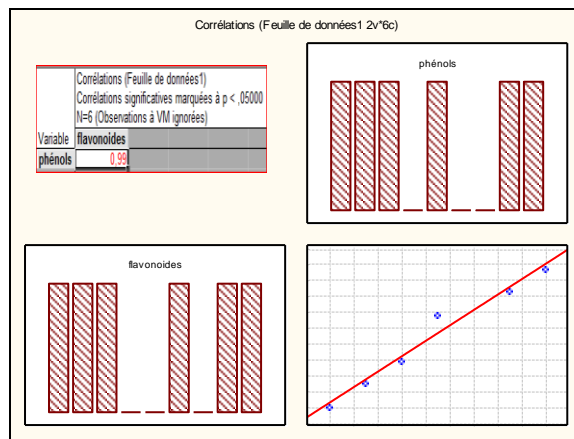 Corrélations (Feuille de données1 2v*6c)
Corrélations (Feuille de données1)
Corrélations significatives marquées à p < ,05000
N=6 (Observations à VM ignorées)
Variable flavonoides
phénols 0,99
phénols
flavonoides